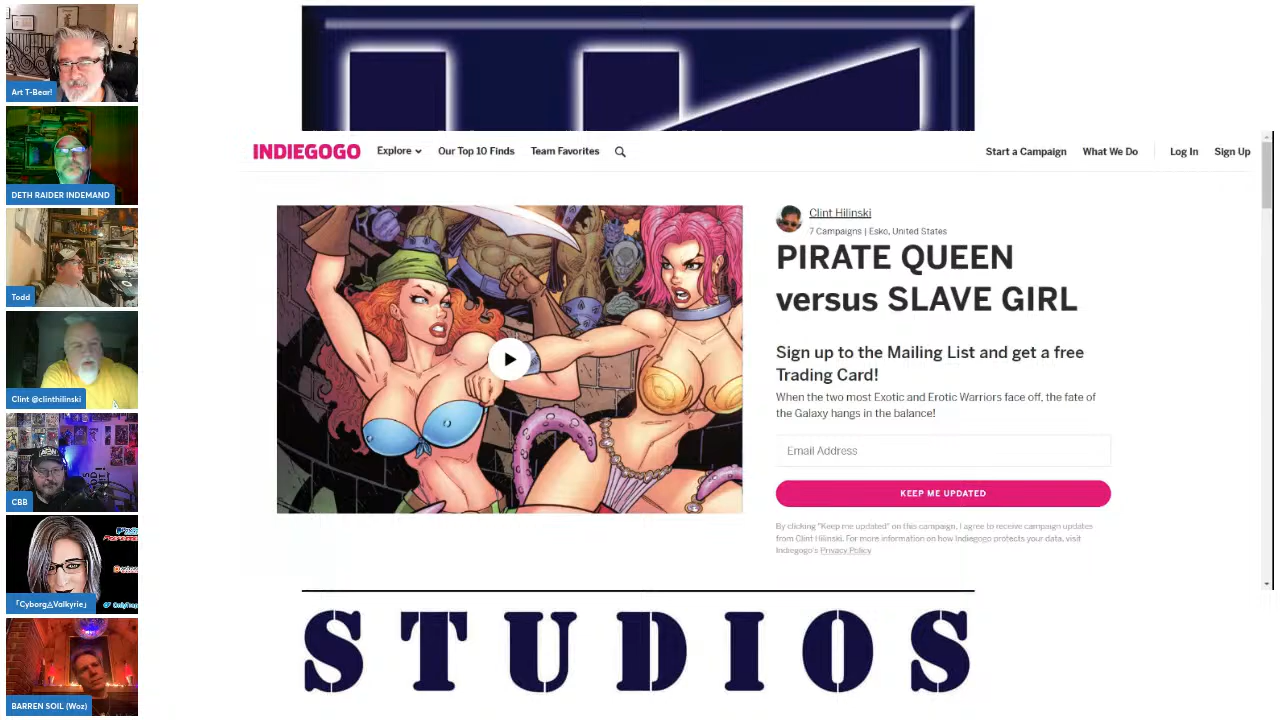 Art T-Bear!
DETH RAIDER INDEMAND
Todd
Clint @clinthilinski
CBB
「Cyborg◬Valkyrie」
BARREN SOIL (Woz)
INDIEGOGO
Explore
Our Top 10 Finds
Team Favorites
Start a Campaign
What We Do
Log In
Sign Up
Clint Hilinski
7 Campaigns | Esko, United States
PIRATE QUEEN
versus SLAVE GIRL
Sign up to the Mailing List and get a free
Trading Card!
When the two most Exotic and Erotic Warriors face off, the fate of
the Galaxy hangs in the balance!
Email Address
KEEP ME UPDATED
By clicking "Keep me updated" on this campaign, I agree to receive campaign updates
from Clint Hilinski. For more information on how Indiegogo protects your data, visit
Indiegogo's Privacy Policy
STUDIOS